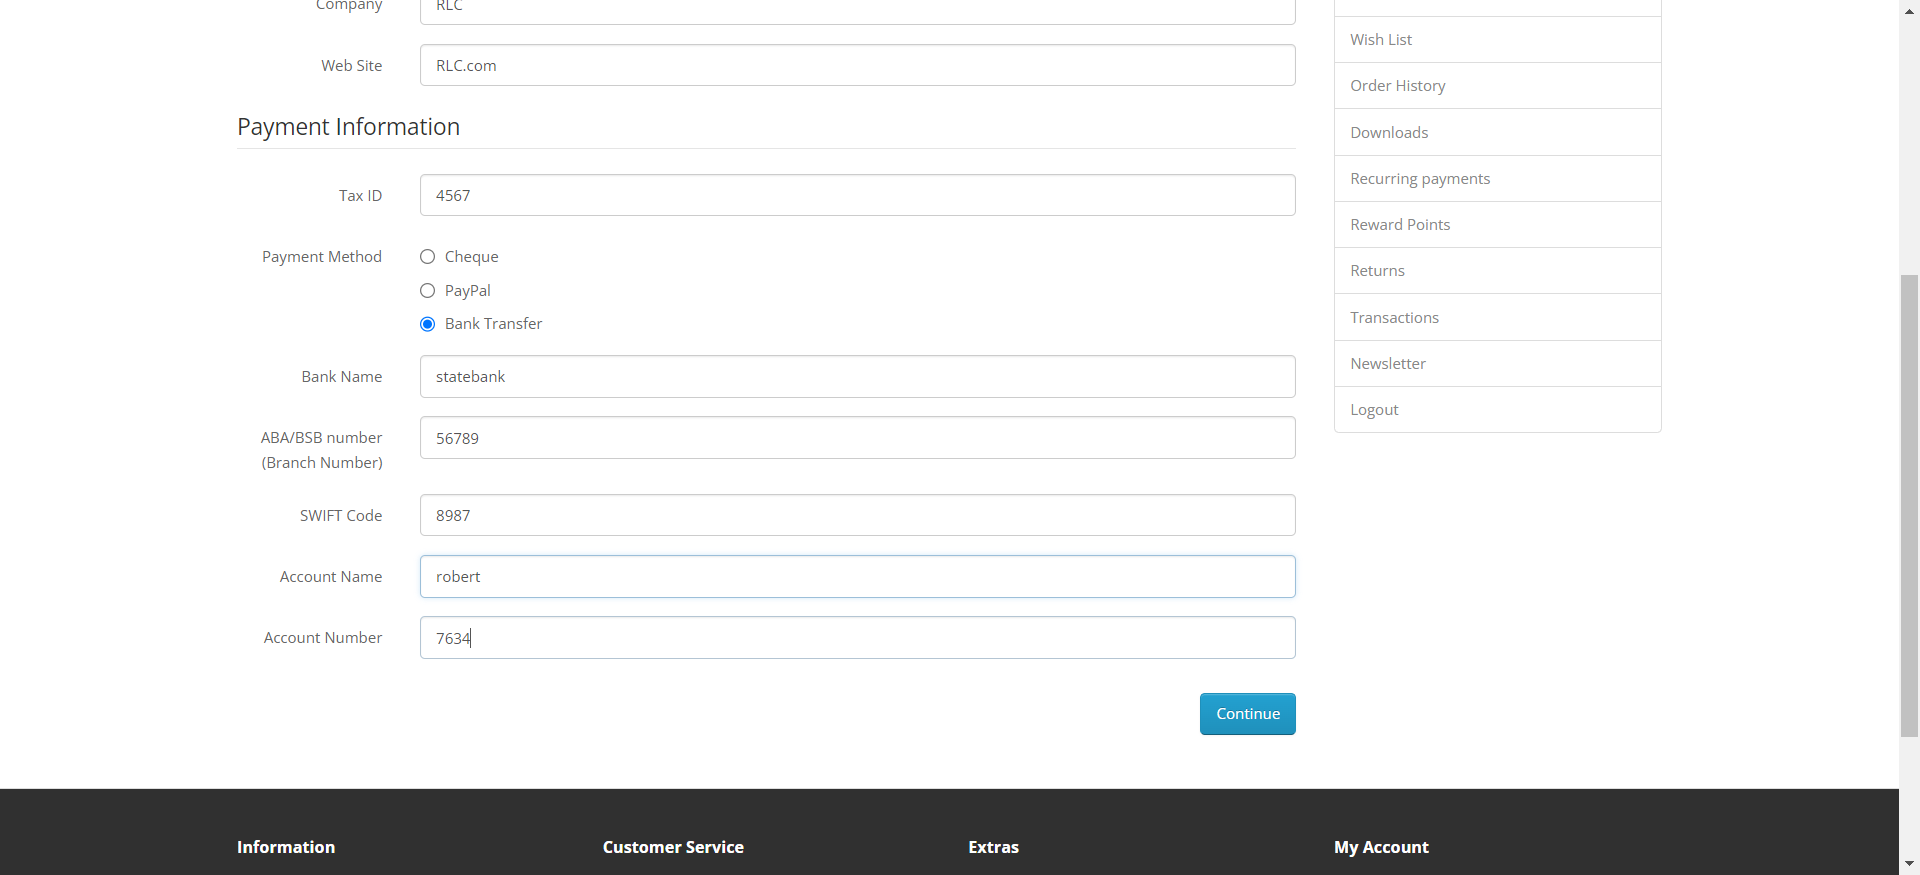 Company
RLC
Web Site
RLC.com
Payment Information
Tax ID
4567
Payment Method
Cheque
PayPal
Bank Transfer
Bank Name
statebank
ABA/BSB number
(Branch Number)
56789
SWIFT Code
8987
Account Name
robert
Account Number
7634
Continue
Wish List
Order History
Downloads
Recurring payments
Reward Points
Returns
Transactions
Newsletter
Logout
Information
Customer Service
Extras
My Account